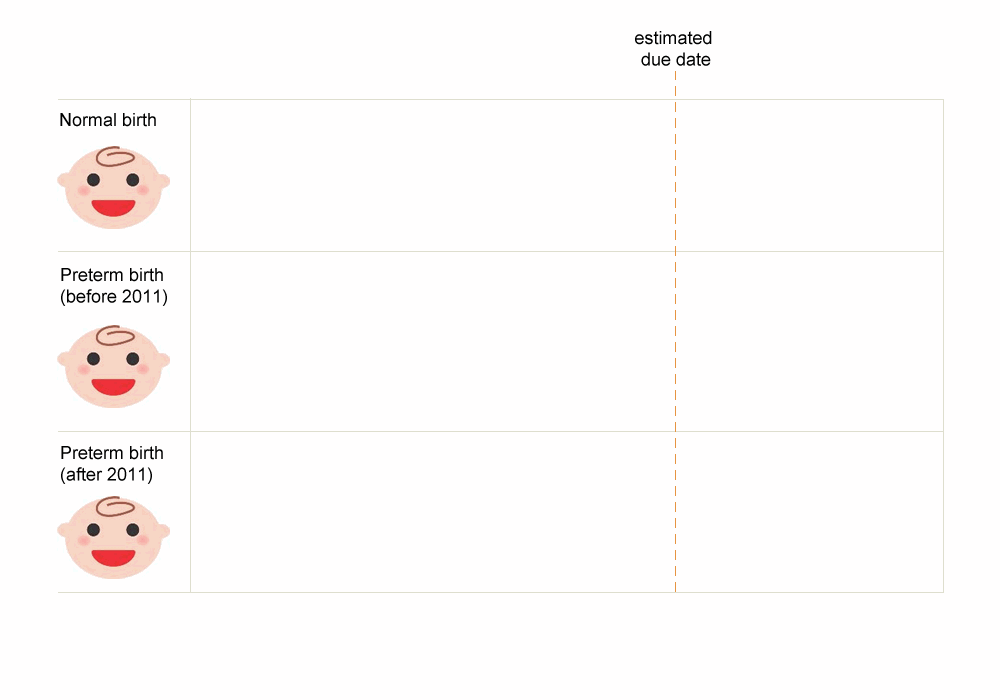 estimated
due date
Normal birth
Preterm birth
(before 2011)
Preterm birth
(after 2011)